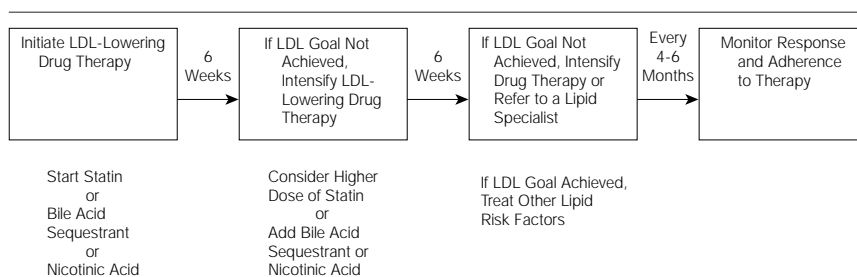 Initiate LDL-Lowering
Drug Therapy
6
Weeks
If LDL Goal Not
Achieved,
Intensify LDL-
Lowering Drug
Therapy
6
Weeks
If LDL Goal Not
Achieved, Intensify
Drug Therapy or
Refer to a Lipid
Specialist
Every
4-6
Months
Monitor Response
and Adherence
to Therapy
Start Statin
or
Bile Acid
Sequestrant
or
Nicotinic Acid
Consider Higher
Dose of Statin
or
Add Bile Acid
Sequestrant or
Nicotinic Acid
If LDL Goal Achieved,
Treat Other Lipid
Risk Factors